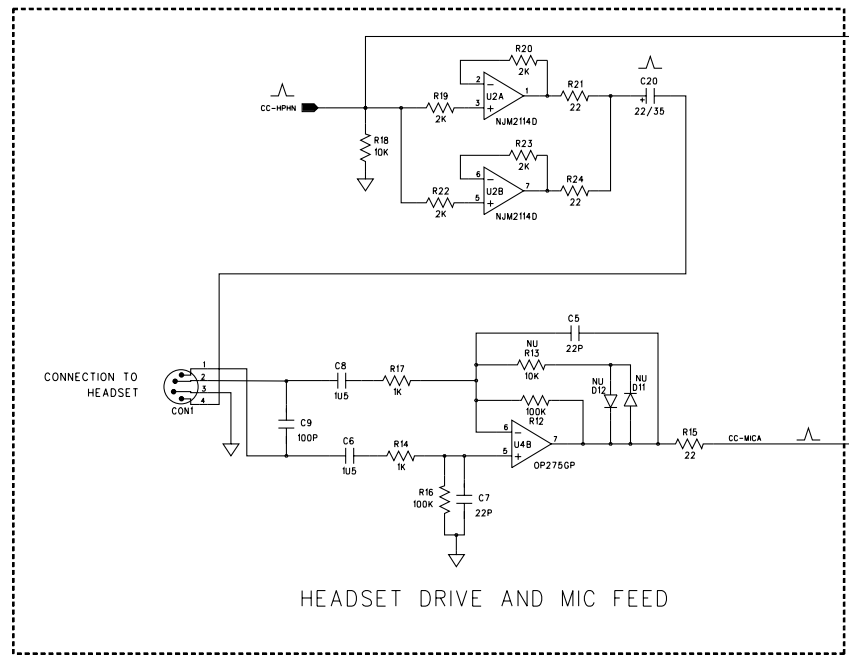 R20
2K
2
U2A
1
3
R19
2K
NJM2114D
R21
22
C20
+
22/35
CC-HPHN
R18
10K
R23
2K
6
U2B
7
5
R22
2K
NJM2114D
R24
22
CONNECTION TO
HEADSET
1
2
3
4
CON1
C8
1U5
R17
1K
C9
100P
C6
1U5
R14
1K
C5
22P
NU
R13
10K
100K
R12
NU
D12
NU
D11
6
U4B
7
5
OP275GP
R16
100K
C7
22P
R15
22
CC-MICA
HEADSET DRIVE AND MIC FEED